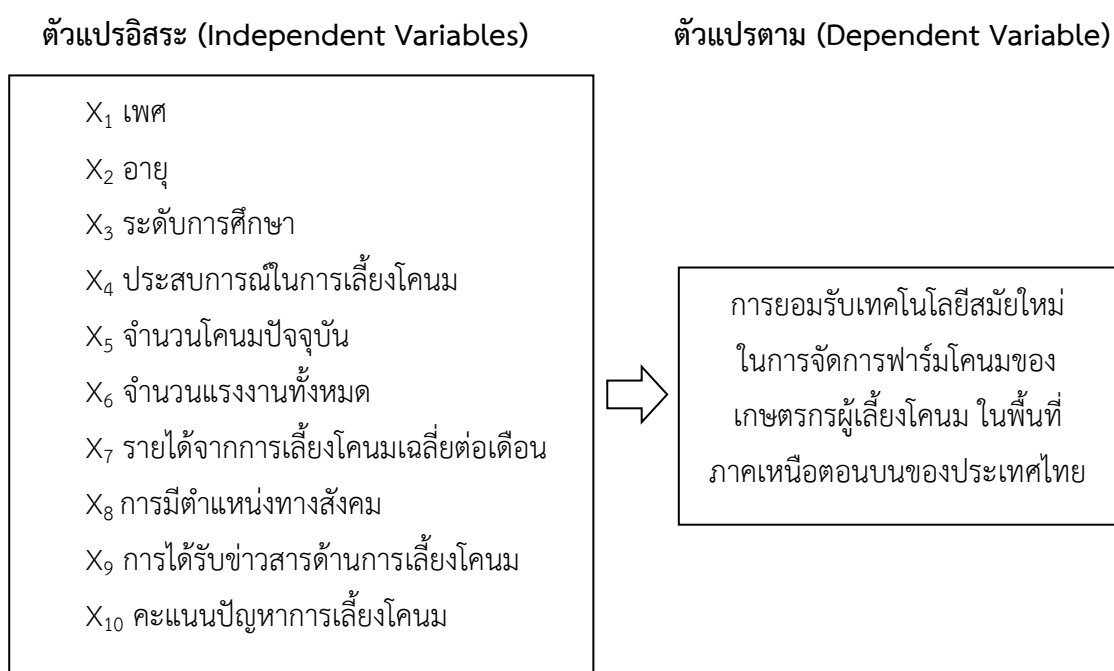 ตัวแปรอิสระ (Independent Variables)
ตัวแปรตาม (Dependent Variable)
X₁ เพศ
X₂ อายุ
X₃ ระดับการศึกษา
X₄ ประสบการณ์ในการเลี้ยงโคนม
X₅ จำนวนโคนมปัจจุบัน
X₆ จำนวนแรงงานทั้งหมด
X₇ รายได้จากการเลี้ยงโคนมเฉลี่ยต่อเดือน
X₈ การมีตำแหน่งทางสังคม
X₉ การได้รับข่าวสารด้านการเลี้ยงโคนม
X₁₀ คะแนนปัญหาการเลี้ยงโคนม
การยอมรับเทคโนโลยีสมัยใหม่
ในการจัดการฟาร์มโคนมของ
เกษตรกรผู้เลี้ยงโคนม ในพื้นที่
ภาคเหนือตอนบนของประเทศไทย